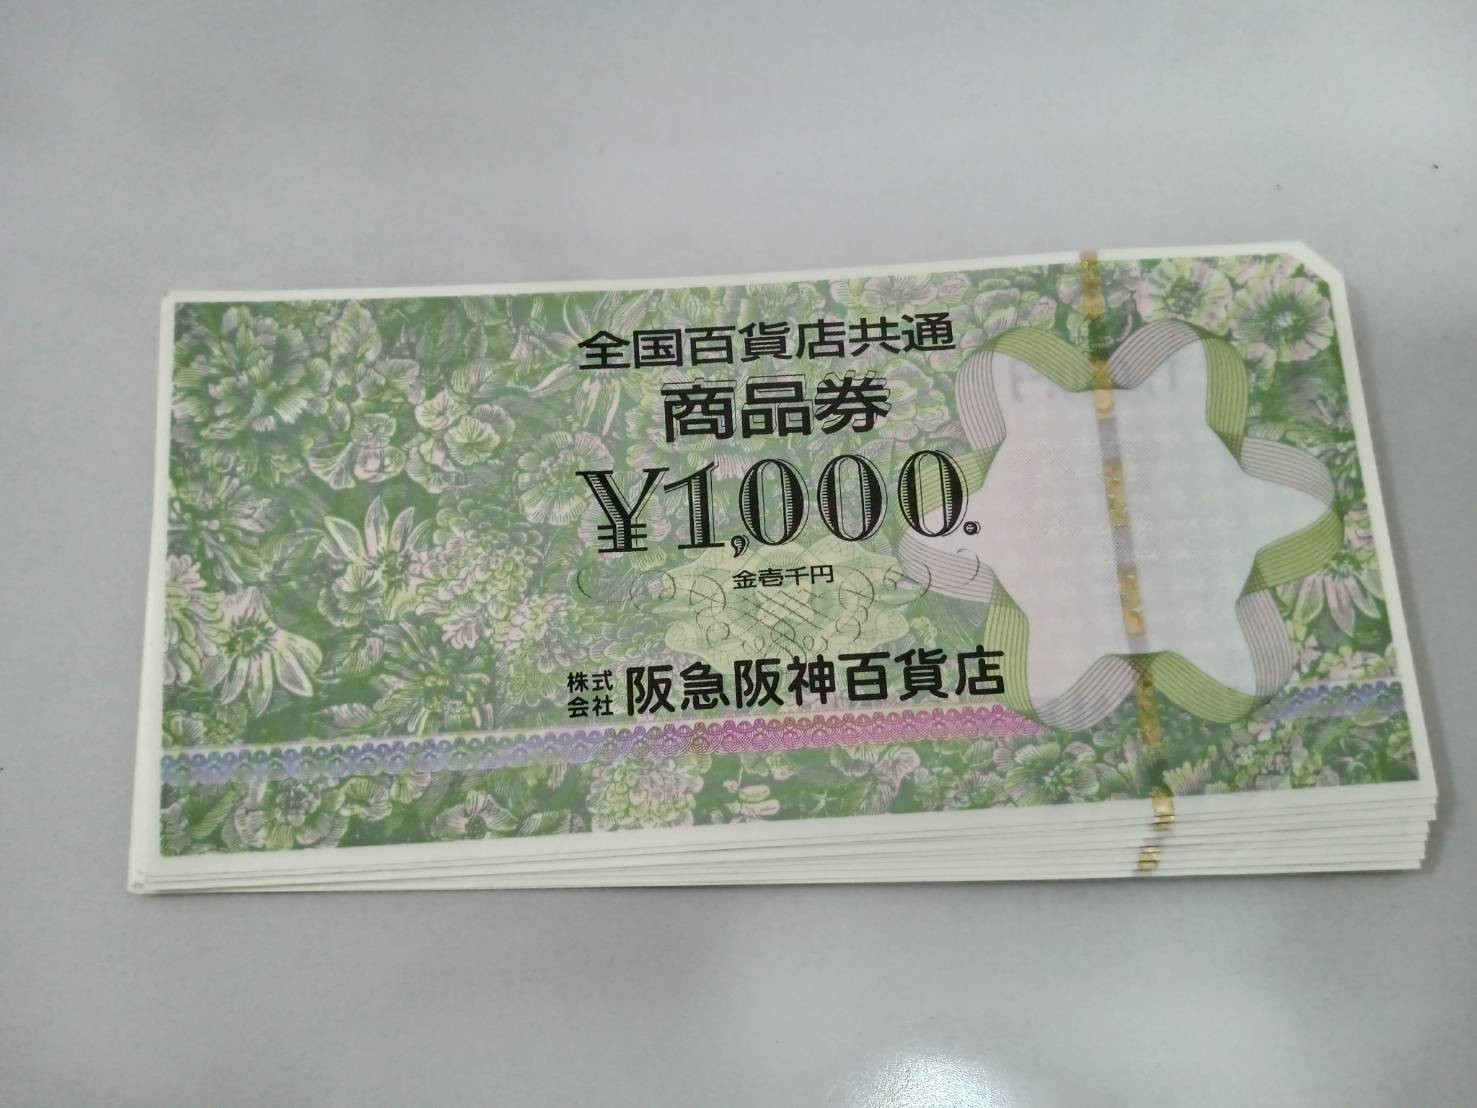 全国百貨店共通
商品券
¥1,000.
金壱千円
株式会社 阪急阪神百貨店